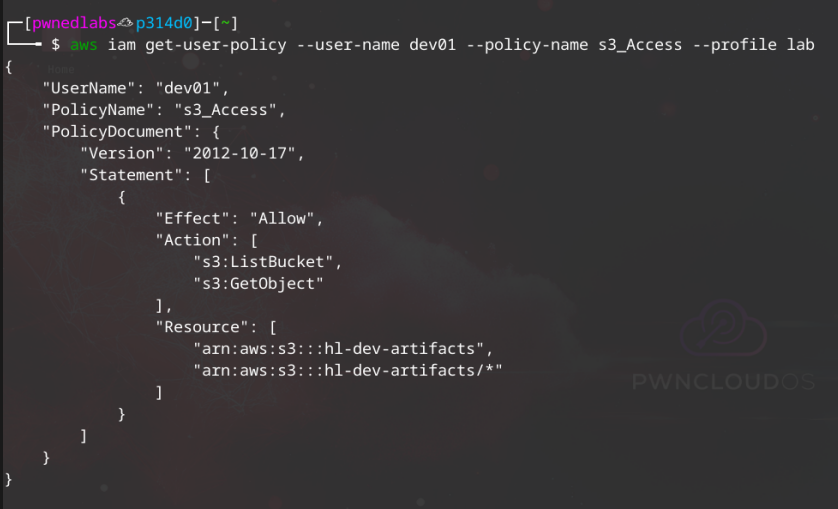 [pwnedlabs☁p314d0]-[~]
$ aws iam get-user-policy --user-name dev01 --policy-name s3_Access --profile lab
{
    "UserName": "dev01",
    "PolicyName": "s3_Access",
    "PolicyDocument": {
        "Version": "2012-10-17",
        "Statement": [
            {
                "Effect": "Allow",
                "Action": [
                    "s3:ListBucket",
                    "s3:GetObject"
                ],
                "Resource": [
                    "arn:aws:s3:::hl-dev-artifacts",
                    "arn:aws:s3:::hl-dev-artifacts/*"
                ]
            }
        ]
    }
}
PWNCLOUDOS